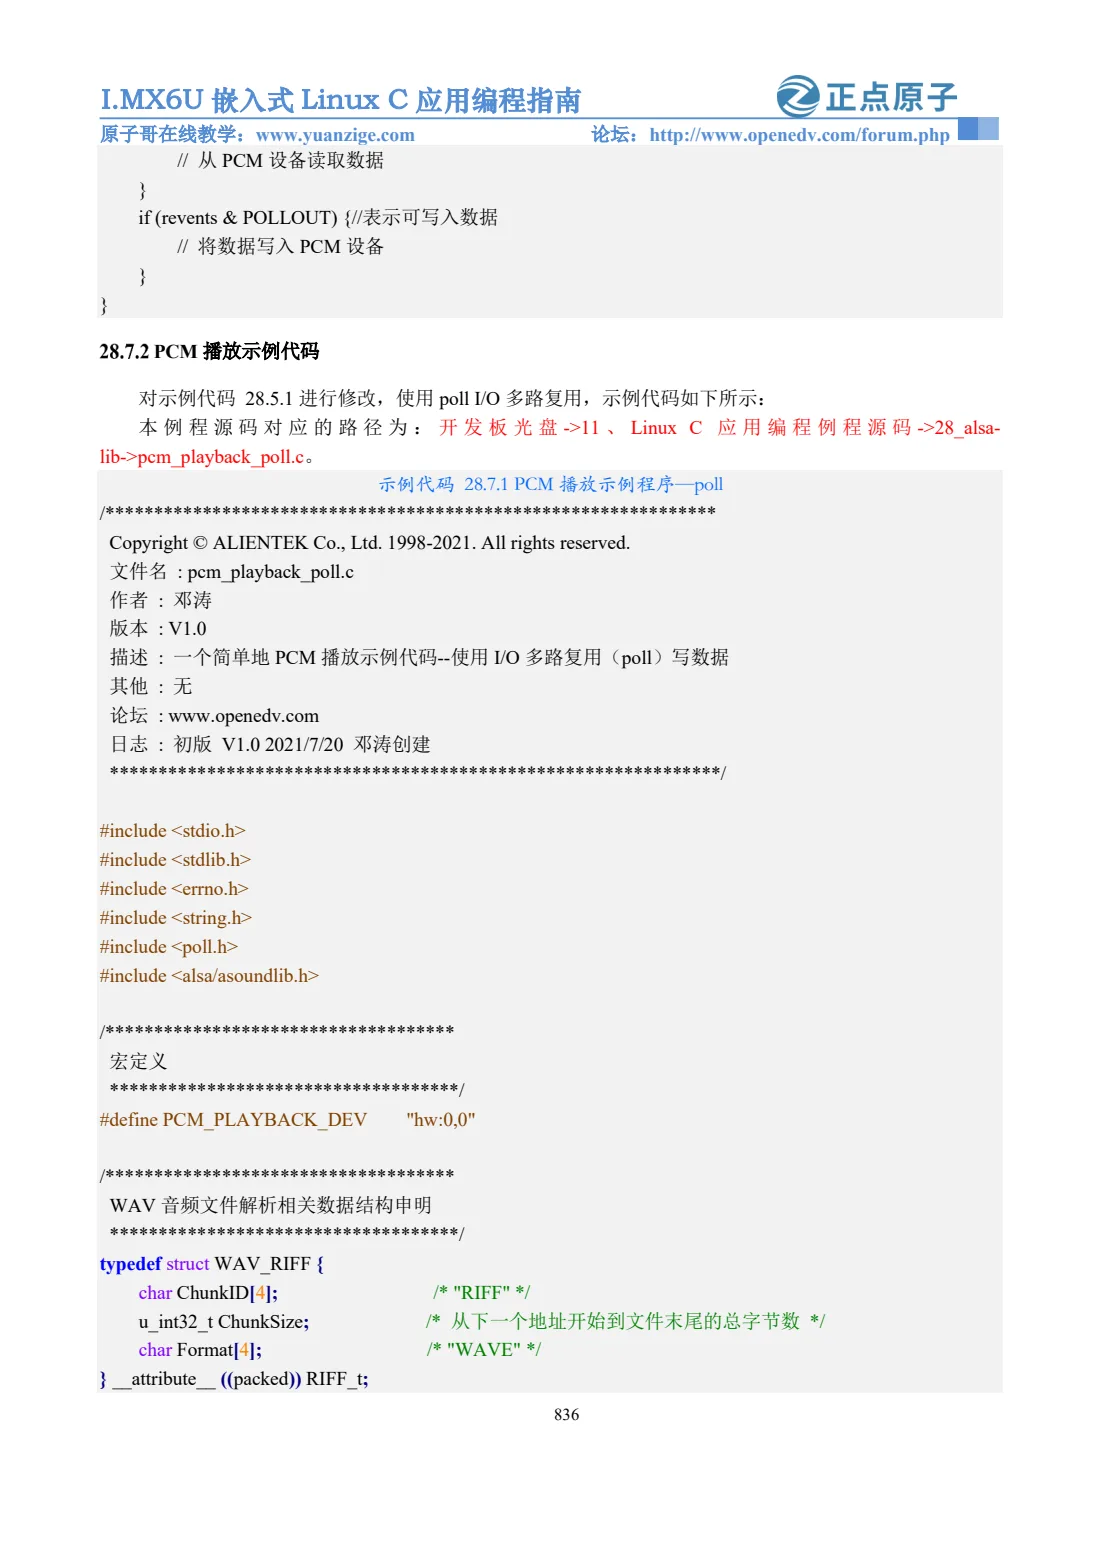 I.MX6U 嵌入式 Linux C 应用编程指南
正点原子
原子哥在线教学：www.yuanzige.com 论坛：http://www.openedv.com/forum.php
// 从 PCM 设备读取数据
}
if (revents & POLLOUT) {//表示可写入数据
// 将数据写入 PCM 设备
}
}
28.7.2 PCM 播放示例代码
对示例代码 28.5.1 进行修改，使用 poll I/O 多路复用，示例代码如下所示：
本例程源码对应的路径为：开发板光盘->11、Linux C 应用编程例程源码->28_alsa-
lib->pcm_playback_poll.c。
示例代码 28.7.1 PCM 播放示例程序—poll
/***************************************************************
Copyright © ALIENTEK Co., Ltd. 1998-2021. All rights reserved.
文件名 : pcm_playback_poll.c
作者 : 邓涛
版本 : V1.0
描述 : 一个简单地 PCM 播放示例代码--使用 I/O 多路复用（poll）写数据
其他 : 无
论坛 : www.openedv.com
日志 : 初版 V1.0 2021/7/20 邓涛创建
***************************************************************/
#include <stdio.h>
#include <stdlib.h>
#include <errno.h>
#include <string.h>
#include <poll.h>
#include <alsa/asoundlib.h>
/************************************
宏定义
************************************/
#define PCM_PLAYBACK_DEV "hw:0,0"
/************************************
WAV 音频文件解析相关数据结构申明
************************************/
typedef struct WAV_RIFF {
char ChunkID[4]; /* "RIFF" */
u_int32_t ChunkSize; /* 从下一个地址开始到文件末尾的总字节数 */
char Format[4]; /* "WAVE" */
} __attribute__ ((packed)) RIFF_t;
836